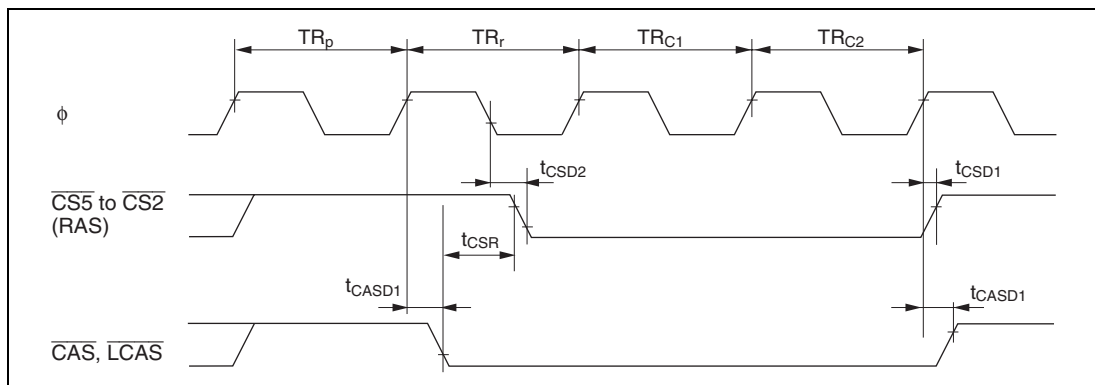 TRp TRr TRC1 TRC2
ϕ
tCSD2 tCSD1
CS5 to CS2
(RAS)
tCSR
tCASD1 tCASD1
CAS, LCAS